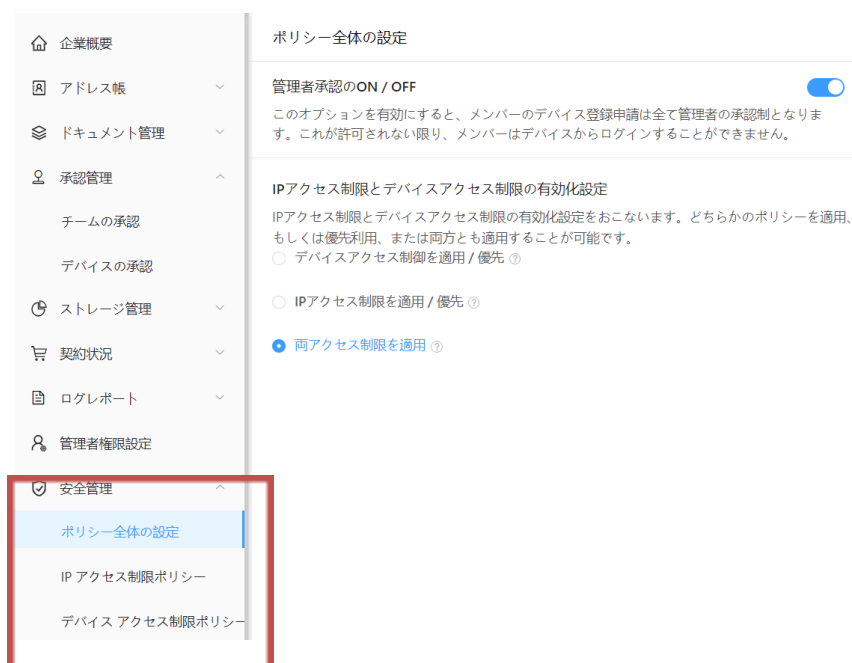 企業概要
アドレス帳
ドキュメント管理
承認管理
チームの承認
デバイスの承認
ストレージ管理
契約状況
ログレポート
管理者権限設定
安全管理
ポリシー全体の設定
IP アクセス制限ポリシー
デバイス アクセス制限ポリシー
ポリシー全体の設定
管理者承認のON / OFF
このオプションを有効にすると、メンバーのデバイス登録申請は全て管理者の承認制となりま
す。これが許可されない限り、メンバーはデバイスからログインすることができません。
IPアクセス制限とデバイスアクセス制限の有効化設定
IPアクセス制限とデバイスアクセス制限の有効化設定をおこないます。どちらかのポリシーを適用、
もしくは優先利用、または両方とも適用することが可能です。
デバイスアクセス制御を適用 / 優先
IPアクセス制限を適用 / 優先
両アクセス制限を適用